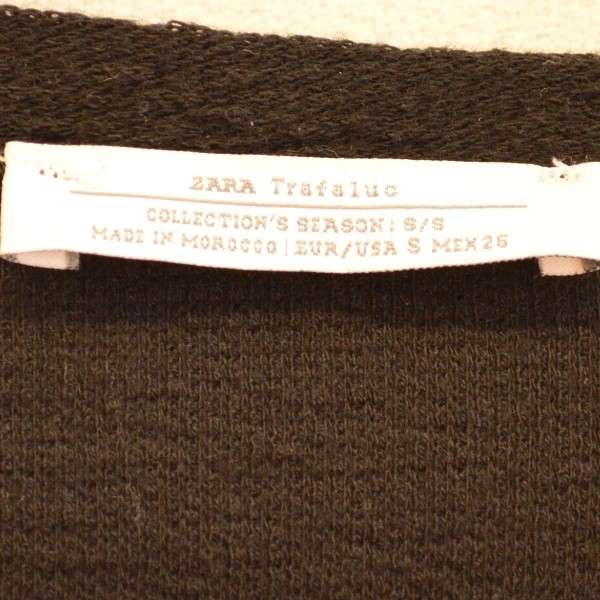 ZARA Trafaluc
COLLECTION'S SEASON: S/S
MADE IN MOROCCO | EUR/USA S MEX 26